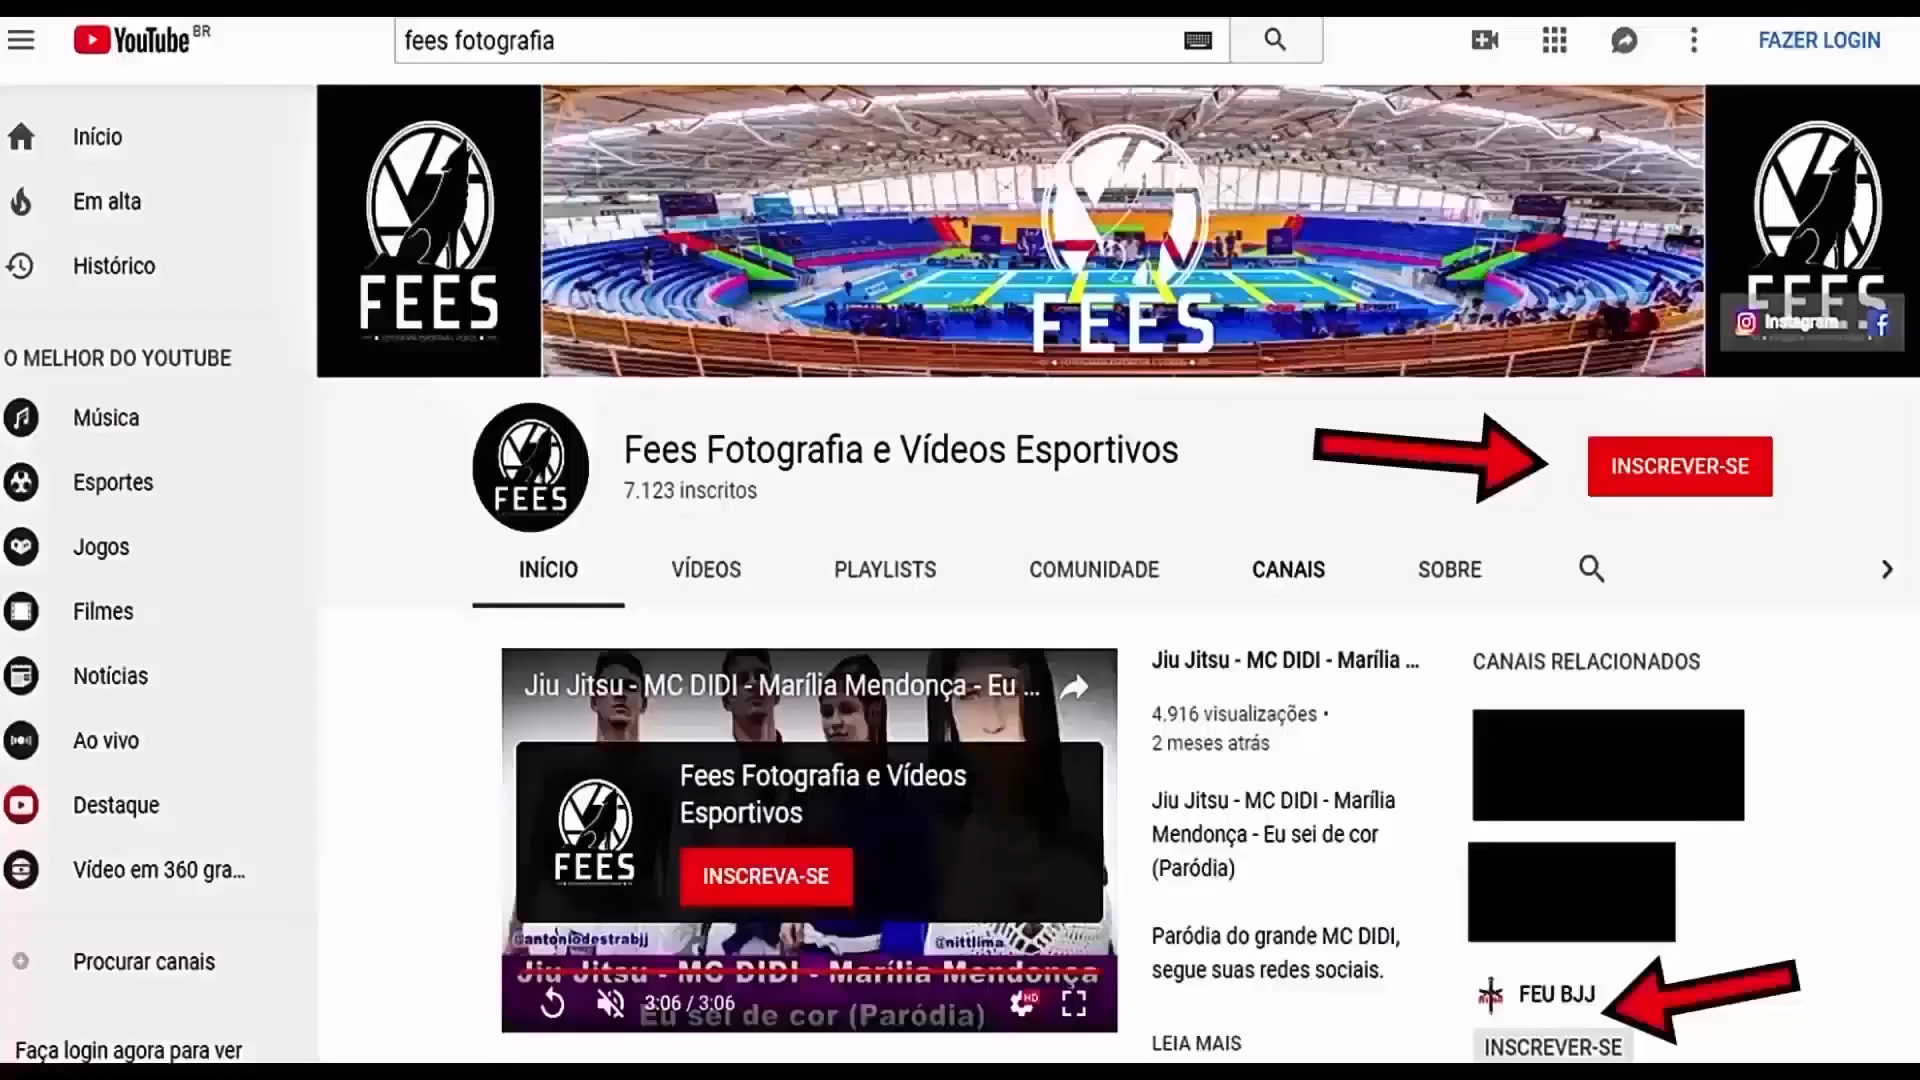 YouTube BR
fees fotografia
FAZER LOGIN
Início
Em alta
Histórico
O MELHOR DO YOUTUBE
Música
Esportes
Jogos
Filmes
Notícias
Ao vivo
Destaque
Vídeo em 360 gra...
Procurar canais
Faça login agora para ver
FEES
FEES
FEES
Instagram
FEES
Fees Fotografia e Vídeos Esportivos
7.123 inscritos
INSCREVER-SE
INÍCIO
VÍDEOS
PLAYLISTS
COMUNIDADE
CANAIS
SOBRE
Jiu Jitsu - MC DIDI - Marília Mendonça - Eu ...
Fees Fotografia e Vídeos
Esportivos
FEES
INSCREVA-SE
@antoniodestrabjj
@nittlima
Jiu Jitsu - MC DIDI - Marília Mendonça
Eu sei de cor (Paródia)
3:06 / 3:06
HD
Jiu Jitsu - MC DIDI - Marília ...
4.916 visualizações •
2 meses atrás
Jiu Jitsu - MC DIDI - Marília
Mendonça - Eu sei de cor
(Paródia)
Paródia do grande MC DIDI,
segue suas redes sociais.
LEIA MAIS
CANAIS RELACIONADOS
FEU BJJ
INSCREVER-SE